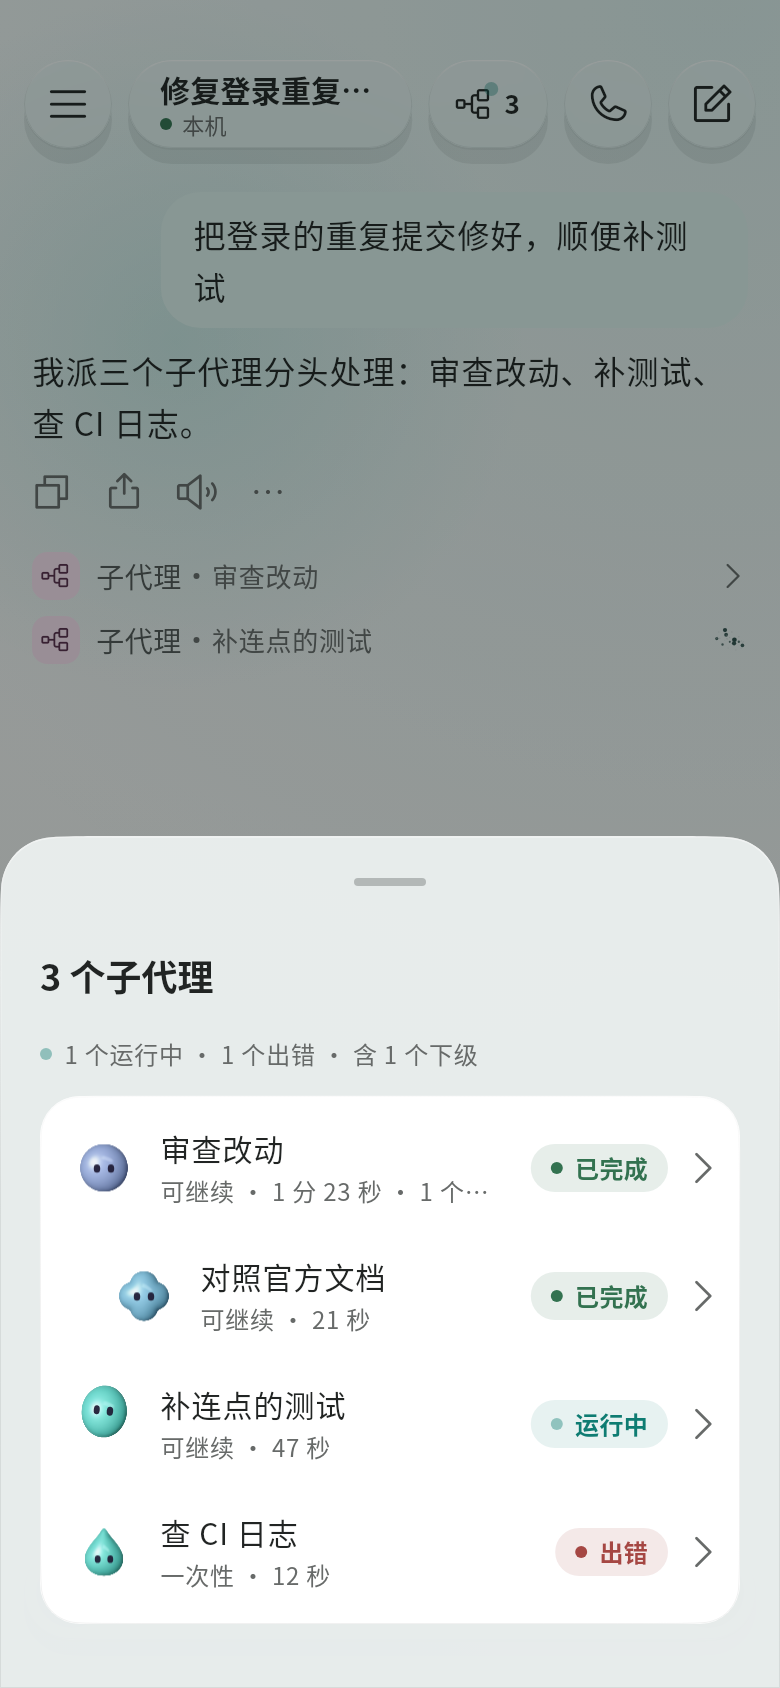 修复登录重复…
本机
3
把登录的重复提交修好，顺便补测
试
我派三个子代理分头处理：审查改动、补测试、
查 CI 日志。
子代理 · 审查改动
子代理 · 补连点的测试
3 个子代理
1 个运行中 · 1 个出错 · 含 1 个下级
审查改动
可继续 · 1 分 23 秒 · 1 个…
已完成
对照官方文档
可继续 · 21 秒
已完成
补连点的测试
可继续 · 47 秒
运行中
查 CI 日志
一次性 · 12 秒
出错